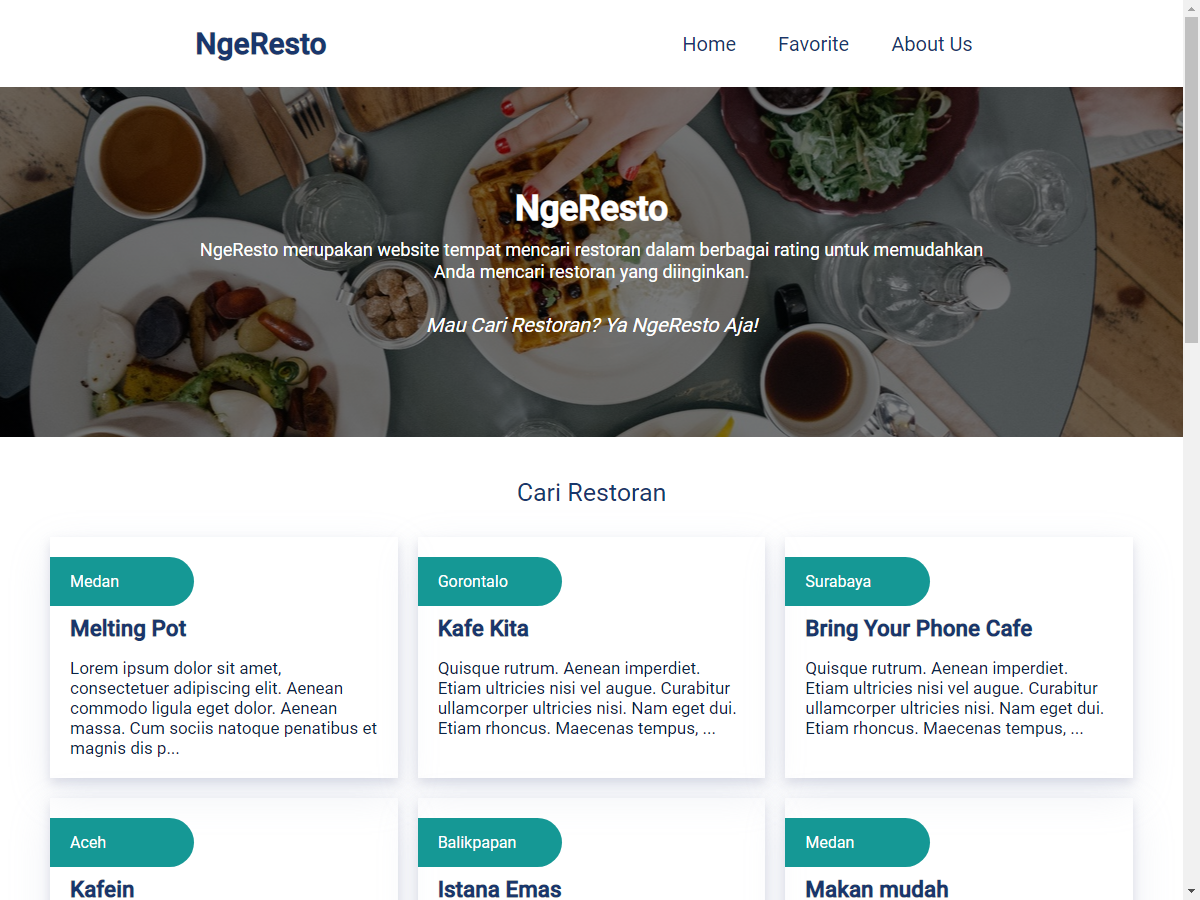 NgeResto
Home
Favorite
About Us
NgeResto
NgeResto merupakan website tempat mencari restoran dalam berbagai rating untuk memudahkan
Anda mencari restoran yang diinginkan.
Mau Cari Restoran? Ya NgeResto Aja!
Cari Restoran
Medan
Melting Pot
Lorem ipsum dolor sit amet,
consectetuer adipiscing elit. Aenean
commodo ligula eget dolor. Aenean
massa. Cum sociis natoque penatibus et
magnis dis p...
Gorontalo
Kafe Kita
Quisque rutrum. Aenean imperdiet.
Etiam ultricies nisi vel augue. Curabitur
ullamcorper ultricies nisi. Nam eget dui.
Etiam rhoncus. Maecenas tempus, ...
Surabaya
Bring Your Phone Cafe
Quisque rutrum. Aenean imperdiet.
Etiam ultricies nisi vel augue. Curabitur
ullamcorper ultricies nisi. Nam eget dui.
Etiam rhoncus. Maecenas tempus, ...
Aceh
Kafein
Balikpapan
Istana Emas
Medan
Makan mudah